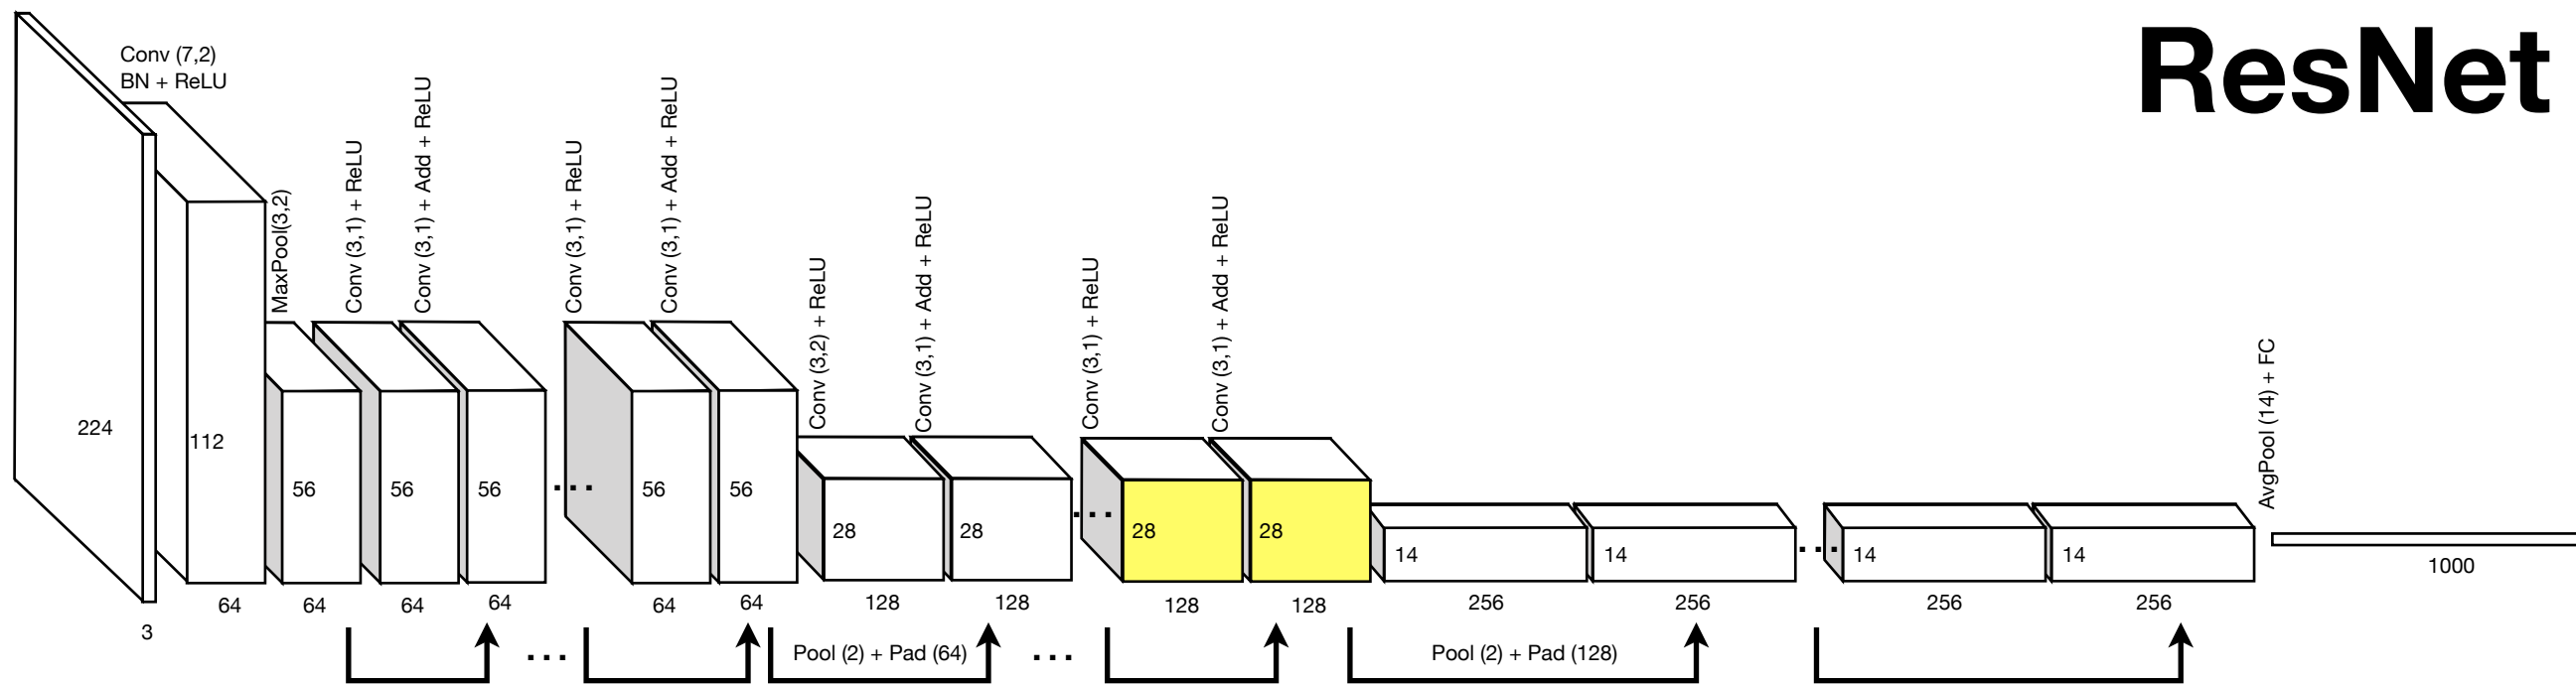 ResNet
Conv (7,2)
BN + ReLU
MaxPool(3,2)
Conv (3,1) + ReLU
Conv (3,1) + Add + ReLU
Conv (3,1) + ReLU
Conv (3,1) + Add + ReLU
Conv (3,2) + ReLU
Conv (3,1) + Add + ReLU
Conv (3,1) + ReLU
Conv (3,1) + Add + ReLU
AvgPool (14) + FC
224
112
56
56
56
...
56
56
28
28
...
28
28
14
14
...
14
14
1000
3
64
64
64
64
64
64
128
128
128
128
256
256
256
256
...
Pool (2) + Pad (64)
...
Pool (2) + Pad (128)